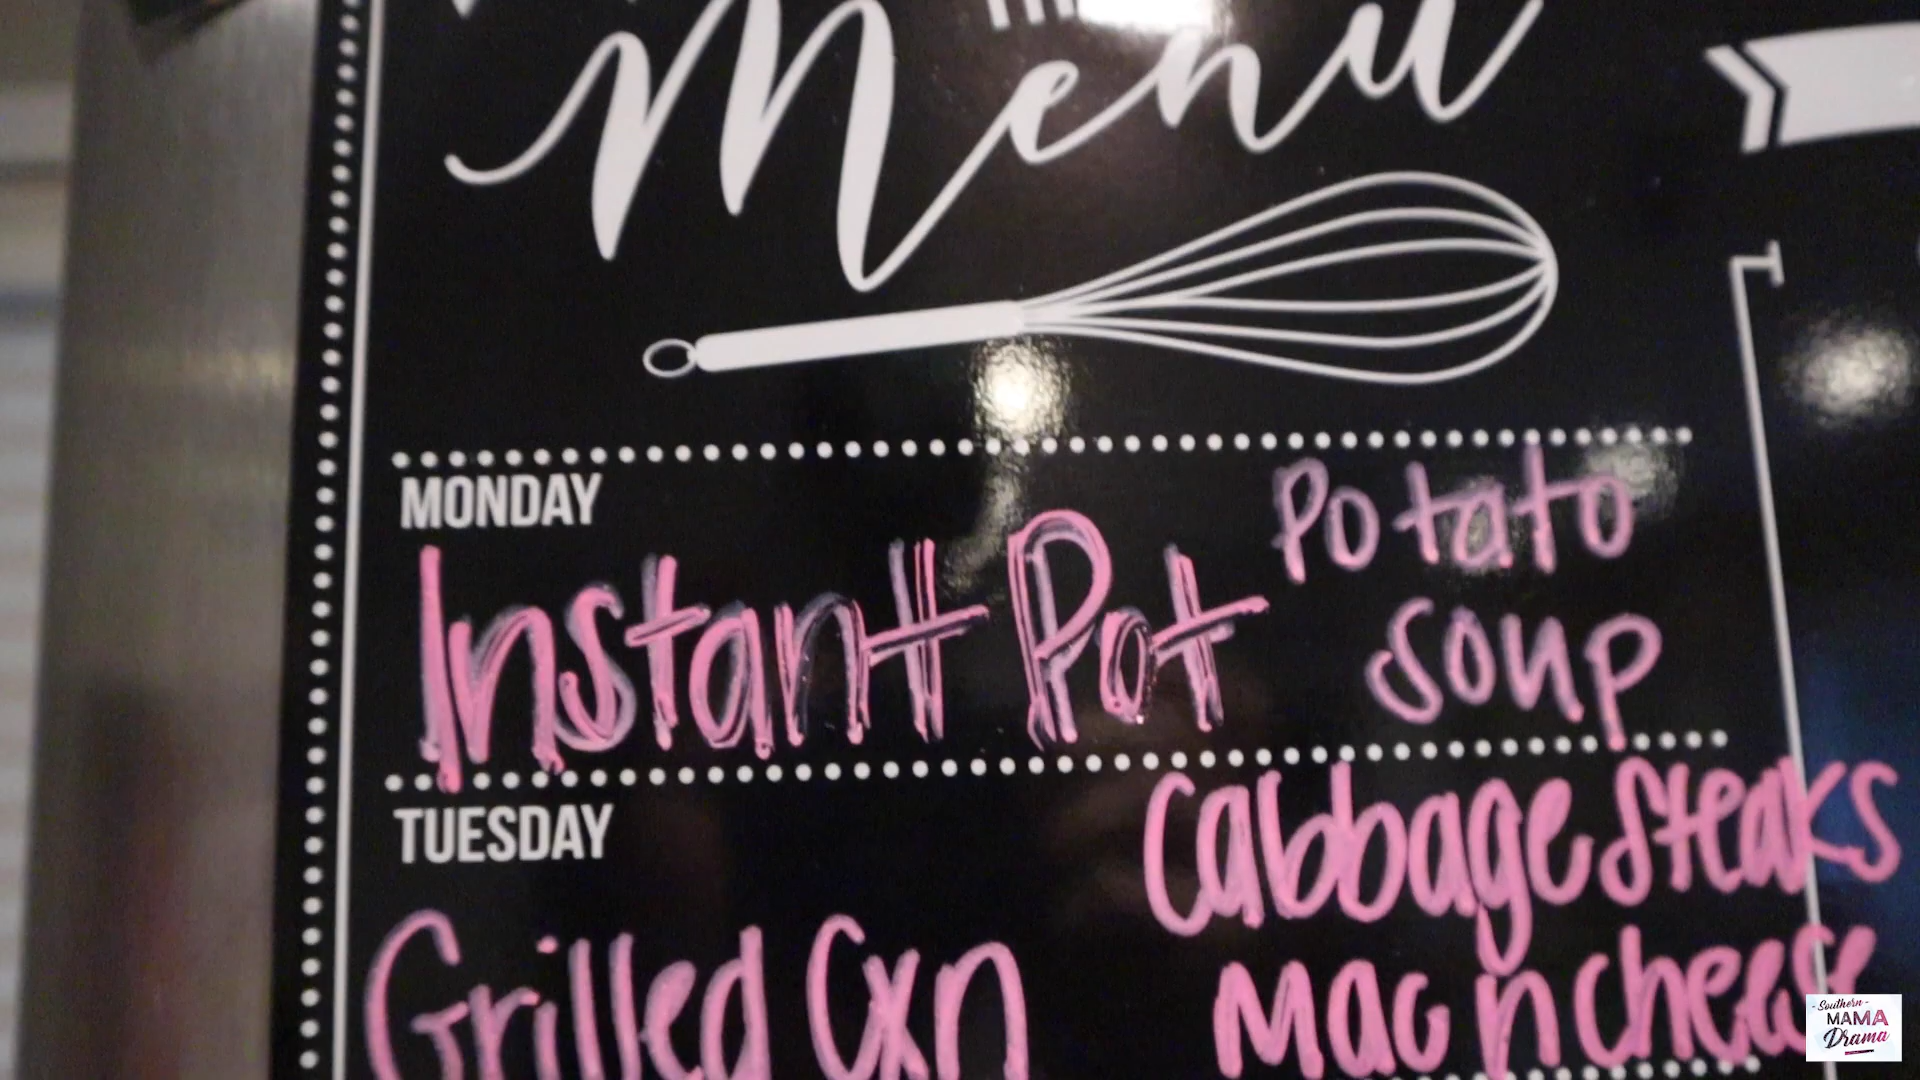 Menu
MONDAY
Instant Pot
Potato
Soup
TUESDAY
Cabbage Steaks
Grilled Cxn
Mac n cheese
- Southern -
MAMA
Drama